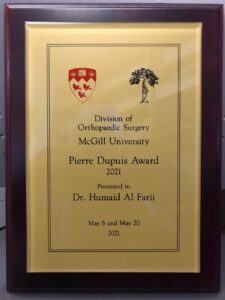 Division of
Orthopaedic Surgery
McGill University
Pierre Dupuis Award
2021
Presented to
Dr. Humaid Al Farii
May 6 and May 20
2021